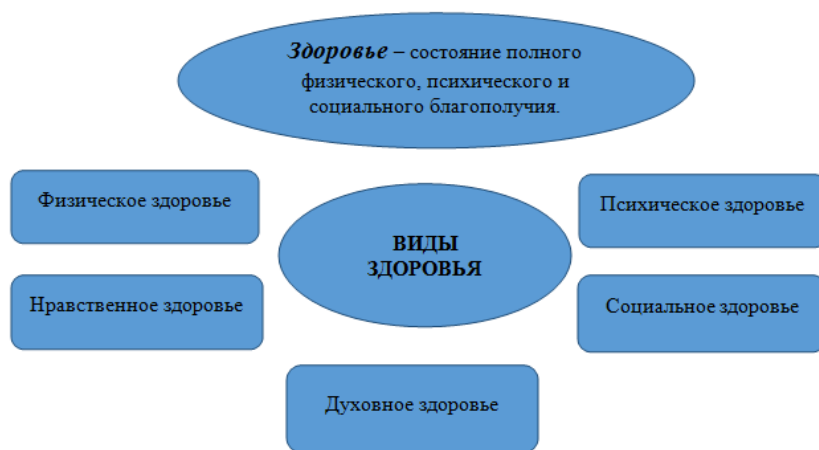 Здоровье – состояние полного
физического, психического и
социального благополучия.
Физическое здоровье
Психическое здоровье
ВИДЫ
ЗДОРОВЬЯ
Нравственное здоровье
Социальное здоровье
Духовное здоровье